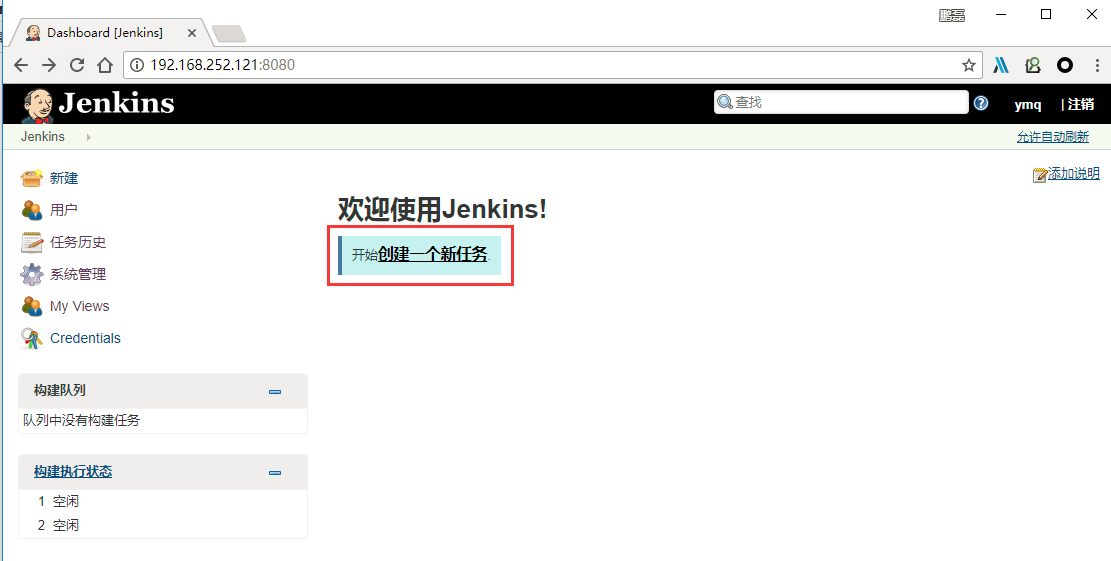 鹏磊
Dashboard [Jenkins]
192.168.252.121:8080
Jenkins
查找
ymq
| 注销
Jenkins
允许自动刷新
新建
添加说明
用户
欢迎使用Jenkins!
任务历史
开始创建一个新任务.
系统管理
My Views
Credentials
构建队列
队列中没有构建任务
构建执行状态
1 空闲
2 空闲